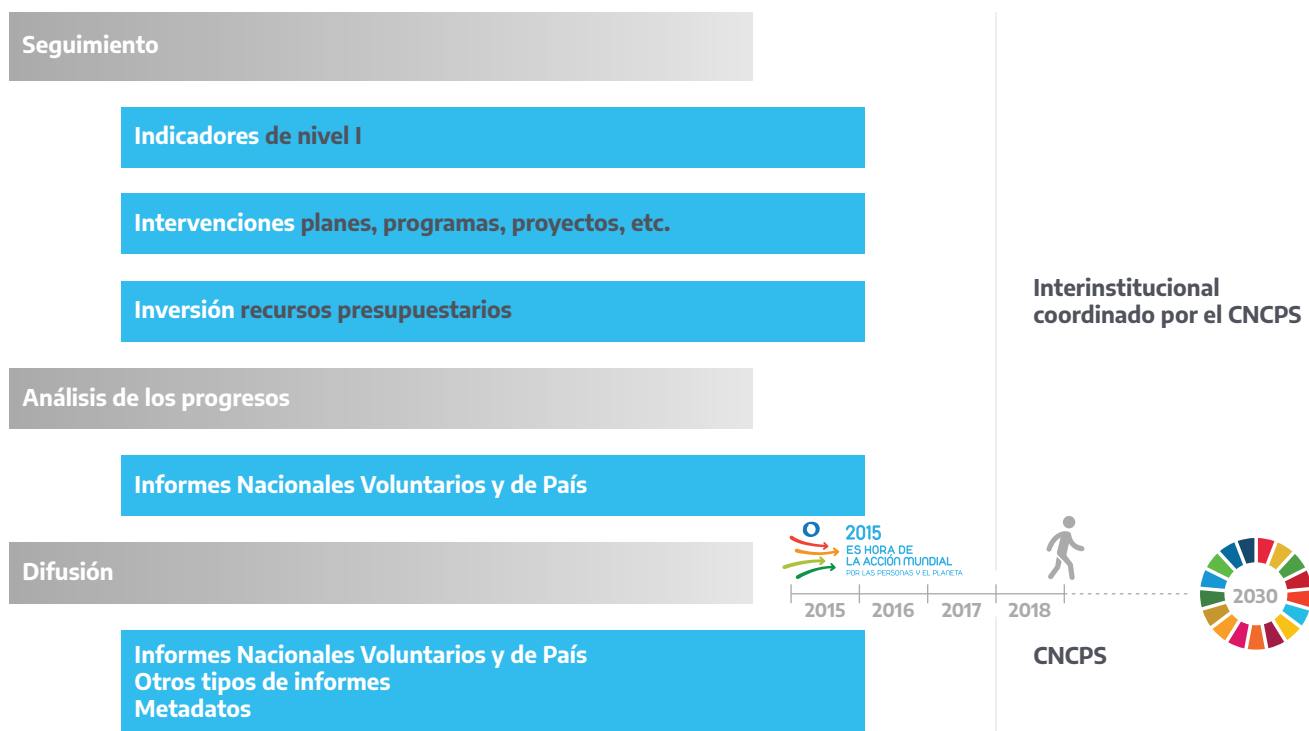 Seguimiento
Indicadores de nivel I
Intervenciones planes, programas, proyectos, etc.
Inversión recursos presupuestarios
Interinstitucional
coordinado por el CNCPS
Análisis de los progresos
Informes Nacionales Voluntarios y de País
2015
ES HORA DE
LA ACCIÓN MUNDIAL
POR LAS PERSONAS Y EL PLANETA
Difusión
2015 2016 2017 2018 2030
Informes Nacionales Voluntarios y de País
Otros tipos de informes
Metadatos
CNCPS